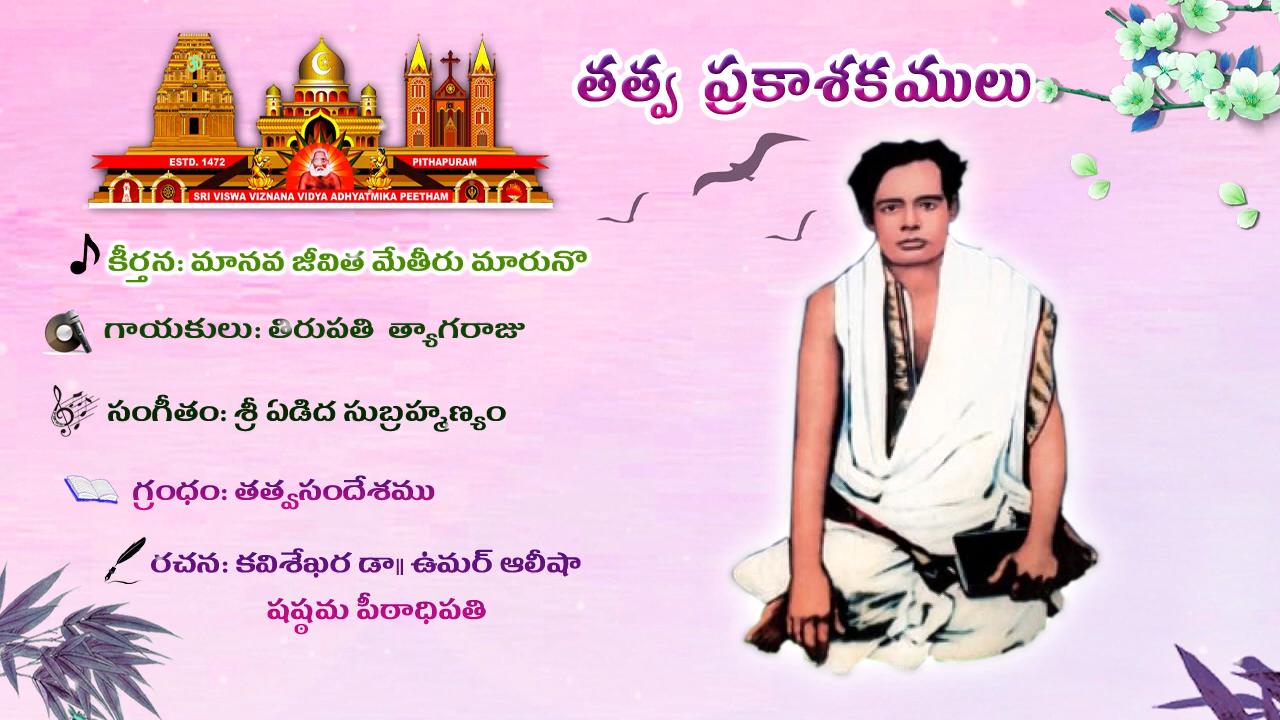 తత్వ ప్రకాశకములు
ESTD. 1472
PITHAPURAM
SRI VISWA VIZNANA VIDYA ADHYATMIKA PEETHAM
కీర్తన: మానవ జీవిత మేతీరు మారునొ
గాయకులు: తిరుపతి త్యాగరాజు
సంగీతం: శ్రీ ఏడిద సుబ్రహ్మణ్యం
గ్రంధం: తత్వసందేశము
రచన: కవిశేఖర డా|| ఉమర్ ఆలీషా
షష్ఠమ పీఠాధిపతి